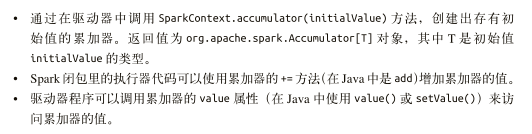 • 通过在驱动器中调用 SparkContext.accumulator(initialValue) 方法，创建出存有初
始值的累加器。返回值为 org.apache.spark.Accumulator[T] 对象，其中 T 是初始值
initialValue 的类型。
• Spark 闭包里的执行器代码可以使用累加器的 += 方法（在 Java 中是 add）增加累加器的值。
• 驱动器程序可以调用累加器的 value 属性（在 Java 中使用 value() 或 setValue()）来访
问累加器的值。